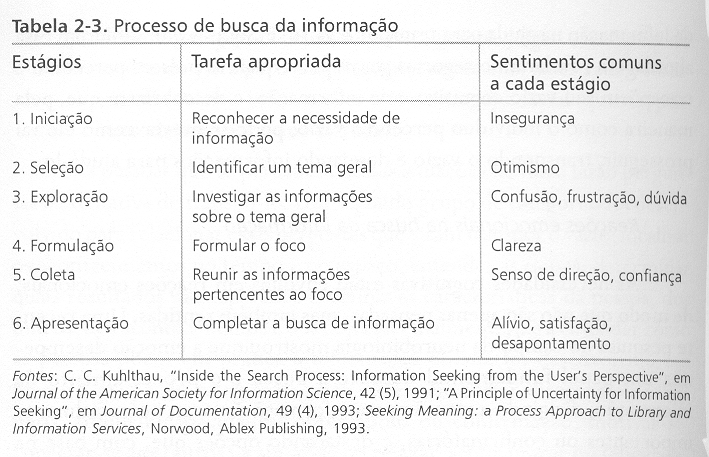 Tabela 2-3. Processo de busca da informação
Estágios Tarefa apropriada Sentimentos comuns
a cada estágio
1. Iniciação Reconhecer a necessidade de Insegurança
informação
2. Seleção Identificar um tema geral Otimismo
3. Exploração Investigar as informações Confusão, frustração, dúvida
sobre o tema geral
4. Formulação Formular o foco Clareza
5. Coleta Reunir as informações Senso de direção, confiança
pertencentes ao foco
6. Apresentação Completar a busca de informação Alívio, satisfação,
desapontamento
Fontes: C. C. Kuhlthau, "Inside the Search Process: Information Seeking from the User's Perspective", em
Journal of the American Society for Information Science, 42 (5), 1991; "A Principle of Uncertainty for Information
Seeking", em Journal of Documentation, 49 (4), 1993; Seeking Meaning: a Process Approach to Library and
Information Services, Norwood, Ablex Publishing, 1993.